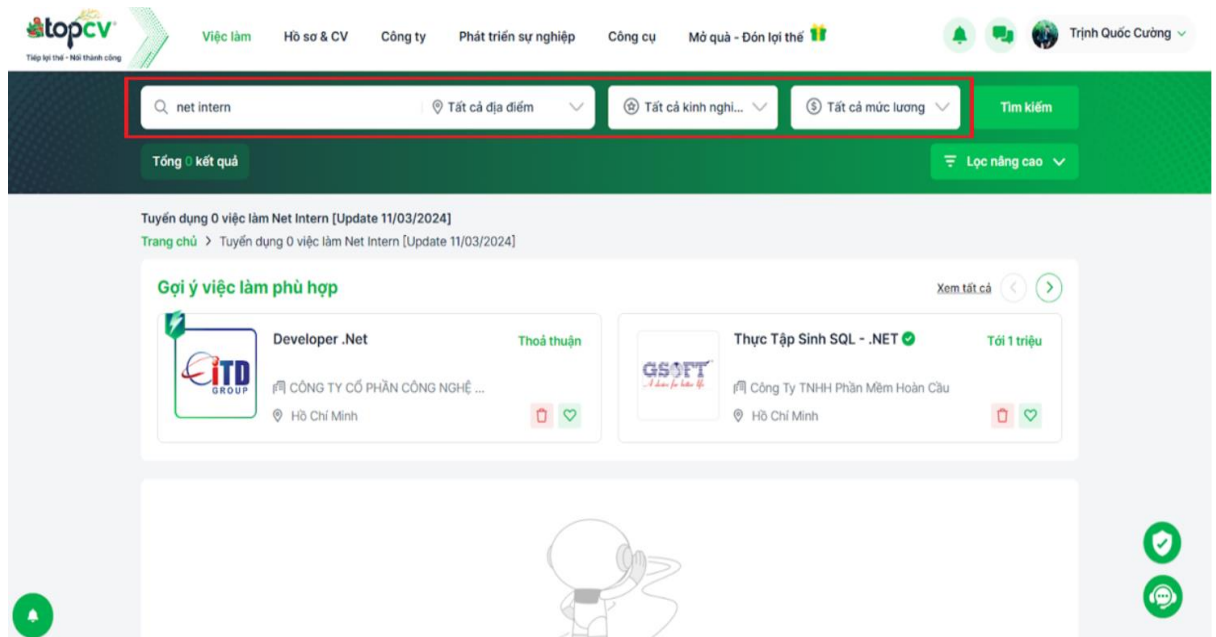 topcv
Tiếp lợi thế - Nối thành công
Việc làm Hồ sơ & CV Công ty Phát triển sự nghiệp Công cụ Mở quà - Đón lợi thế Trịnh Quốc Cường
net intern Tất cả địa điểm Tất cả kinh nghi... Tất cả mức lương Tìm kiếm
Tổng 0 kết quả Lọc nâng cao
Tuyển dụng 0 việc làm Net Intern [Update 11/03/2024]
Trang chủ > Tuyển dụng 0 việc làm Net Intern [Update 11/03/2024]
Gợi ý việc làm phù hợp Xem tất cả
Developer .Net Thoả thuận
ITD
GROUP
CÔNG TY CỔ PHẦN CÔNG NGHỆ ...
Hồ Chí Minh
Thực Tập Sinh SQL - .NET Tới 1 triệu
GSOFT
Công Ty TNHH Phần Mềm Hoàn Cầu
Hồ Chí Minh